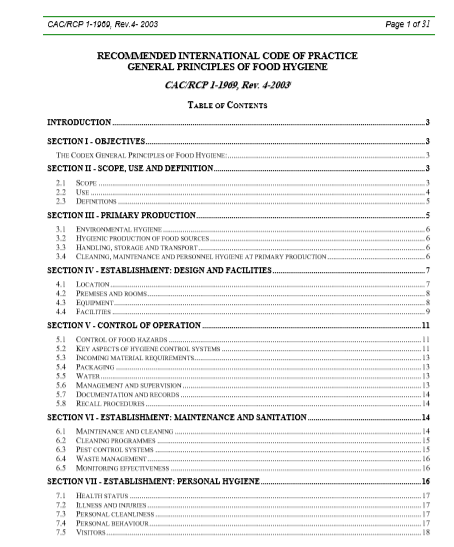 CAC/RCP 1-1969, Rev.4- 2003 Page 1 of 31
RECOMMENDED INTERNATIONAL CODE OF PRACTICE
GENERAL PRINCIPLES OF FOOD HYGIENE
CAC/RCP 1-1969, Rev. 4-2003
TABLE OF CONTENTS
INTRODUCTION 3
SECTION I - OBJECTIVES 3
THE CODEX GENERAL PRINCIPLES OF FOOD HYGIENE: 3
SECTION II - SCOPE, USE AND DEFINITION 3
2.1 SCOPE 3
2.2 USE 4
2.3 DEFINITIONS 5
SECTION III - PRIMARY PRODUCTION 5
3.1 ENVIRONMENTAL HYGIENE 6
3.2 HYGIENIC PRODUCTION OF FOOD SOURCES 6
3.3 HANDLING, STORAGE AND TRANSPORT 6
3.4 CLEANING, MAINTENANCE AND PERSONNEL HYGIENE AT PRIMARY PRODUCTION 6
SECTION IV - ESTABLISHMENT: DESIGN AND FACILITIES 7
4.1 LOCATION 7
4.2 PREMISES AND ROOMS 8
4.3 EQUIPMENT 8
4.4 FACILITIES 9
SECTION V - CONTROL OF OPERATION 11
5.1 CONTROL OF FOOD HAZARDS 11
5.2 KEY ASPECTS OF HYGIENE CONTROL SYSTEMS 11
5.3 INCOMING MATERIAL REQUIREMENTS 13
5.4 PACKAGING 13
5.5 WATER 13
5.6 MANAGEMENT AND SUPERVISION 13
5.7 DOCUMENTATION AND RECORDS 14
5.8 RECALL PROCEDURES 14
SECTION VI - ESTABLISHMENT: MAINTENANCE AND SANITATION 14
6.1 MAINTENANCE AND CLEANING 14
6.2 CLEANING PROGRAMMES 15
6.3 PEST CONTROL SYSTEMS 15
6.4 WASTE MANAGEMENT 16
6.5 MONITORING EFFECTIVENESS 16
SECTION VII - ESTABLISHMENT: PERSONAL HYGIENE 16
7.1 HEALTH STATUS 17
7.2 ILLNESS AND INJURIES 17
7.3 PERSONAL CLEANLINESS 17
7.4 PERSONAL BEHAVIOUR 17
7.5 VISITORS 18